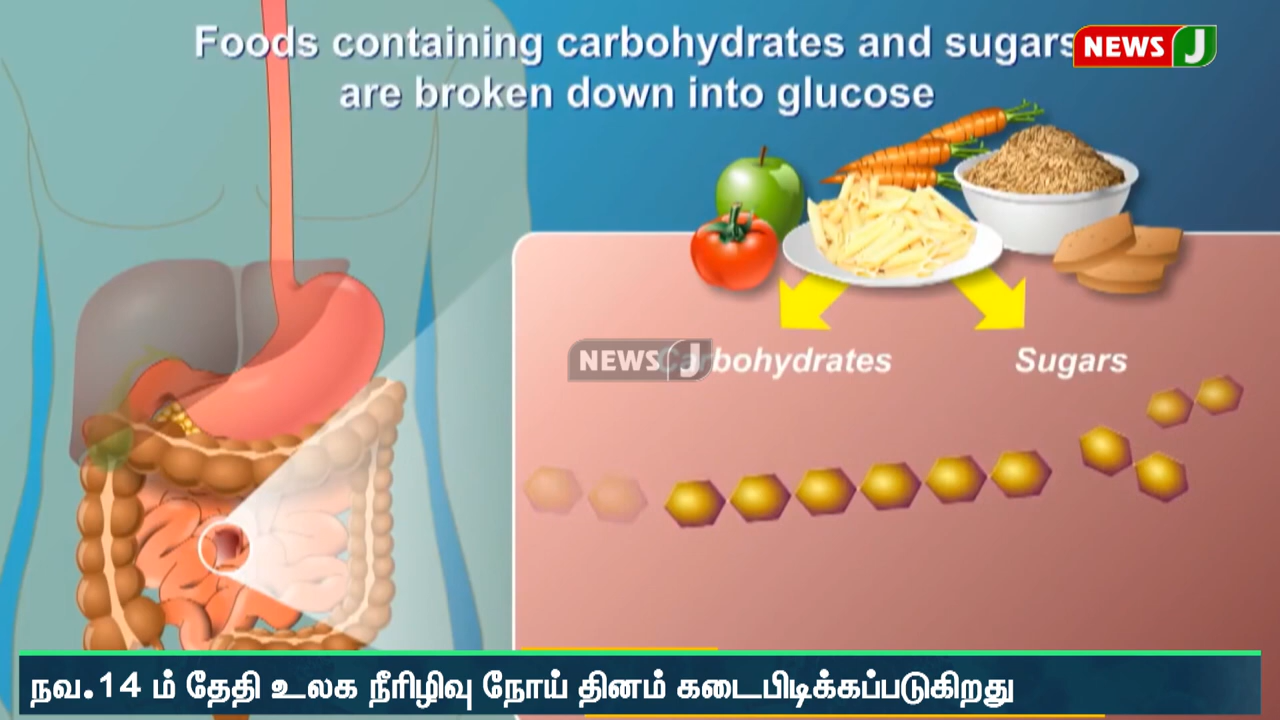 Foods containing carbohydrates and sugars
are broken down into glucose
NEWS J
NEWS J
Carbohydrates
Sugars
நவ.14 ம் தேதி உலக நீரிழிவு நோய் தினம் கடைபிடிக்கப்படுகிறது